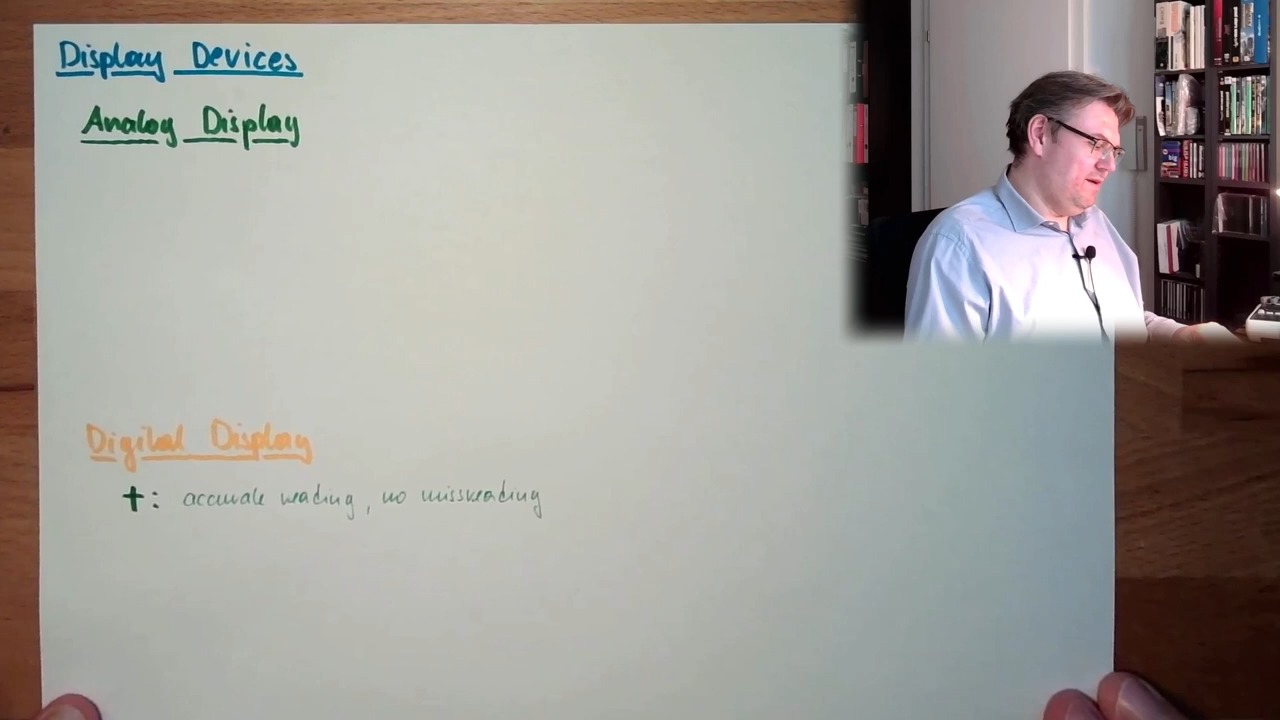 Display Devices
Analog Display
Digital Display
+: accurate reading, no missreading